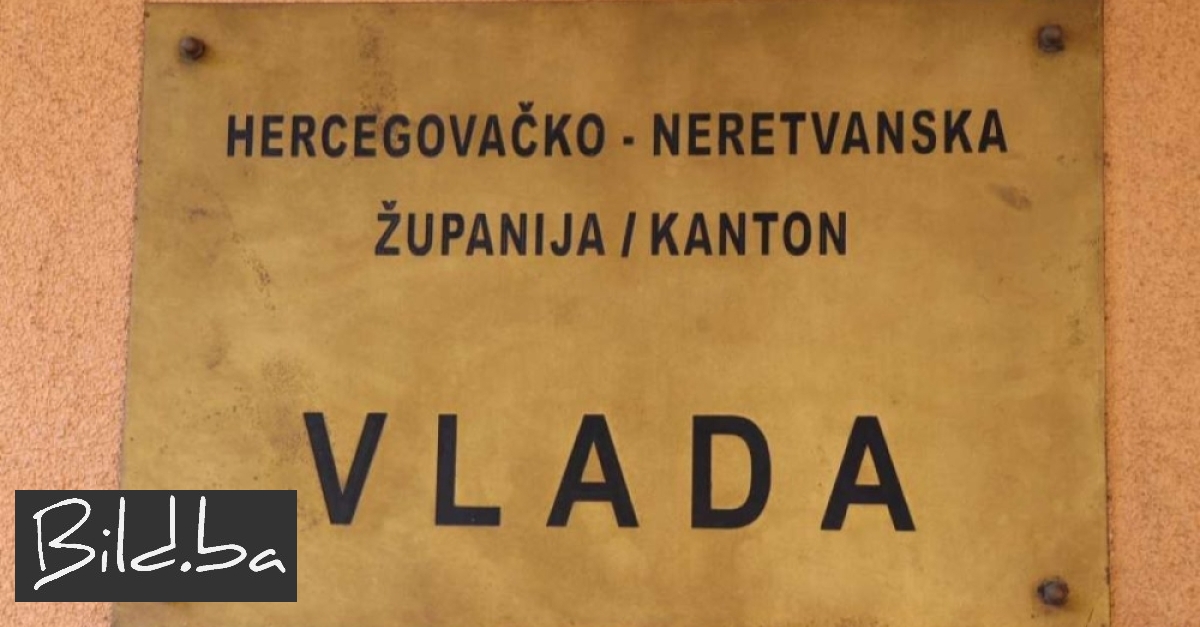 HERCEGOVAČKO - NERETVANSKA
ŽUPANIJA / KANTON
VLADA
Bild.ba